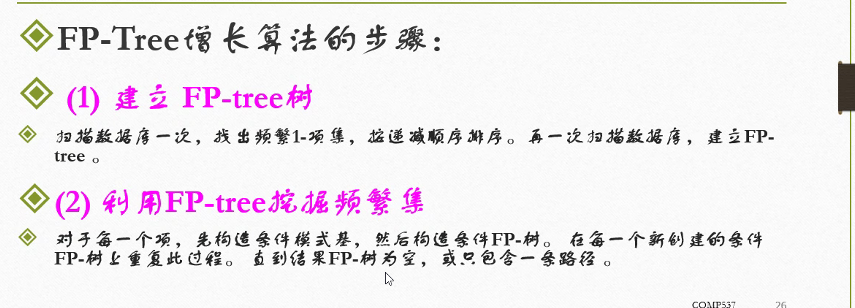 FP-Tree增长算法的步骤:
(1) 建立 FP-tree树
扫描数据库一次,找出频繁1-项集,按递减顺序排序。再一次扫描数据库,建立FP-
tree 。
(2) 利用FP-tree挖掘频繁集
对于每一个项,先构造条件模式基,然后构造条件FP-树。 在每一个新创建的条件
FP-树上重复此过程。 直到结果FP-树为空,或只包含一条路径 。
COMP537 26